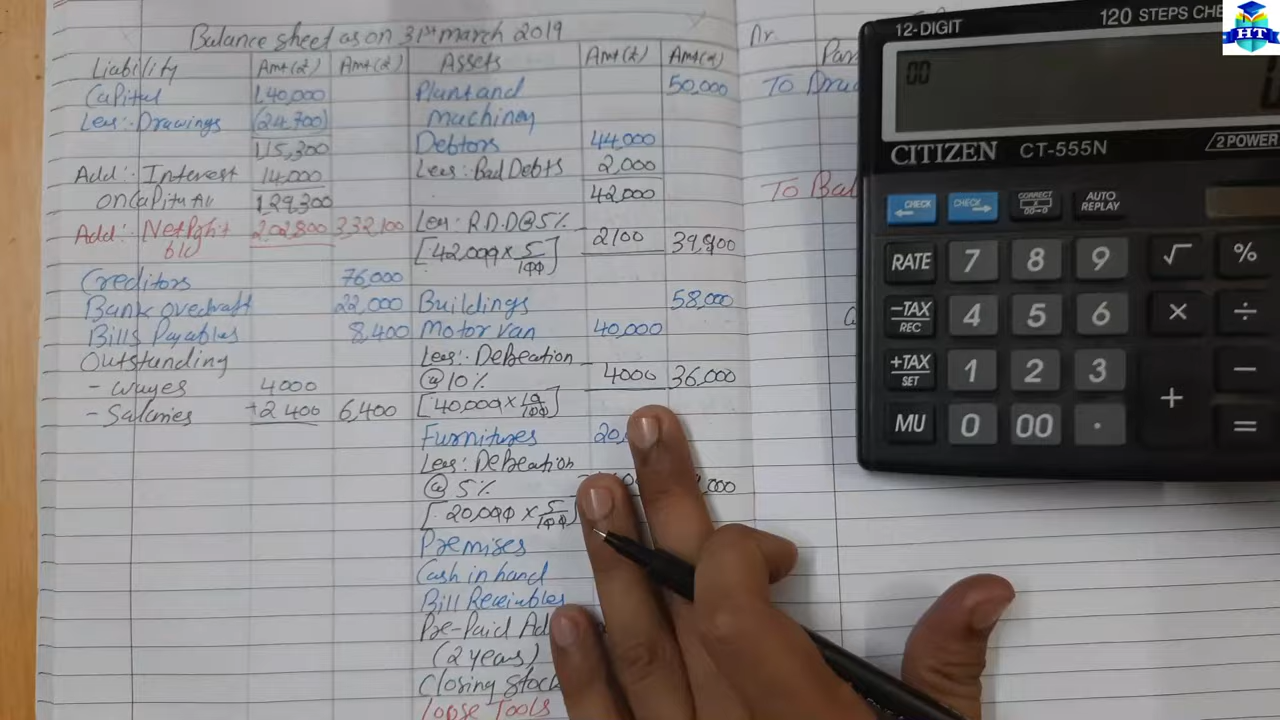 Balance sheet as on 31st march 2019
Liability Amt(₹) Amt(₹) Assets Amt(₹) Amt(₹)
Capital 1,40,000 Plant and 50,000
Less:- Drawings (24,700) machinery
1,15,300 Debtors 44,000
Add:- Interest 14,000 Less: Bad Debts 2,000
on Capital 1,29,300 42,000
Add: Net Profit 2,02,800 3,32,100 Less: R.D.D @ 5%
b/d [42,000 × 5/100] 2100 39,900
Creditors 76,000
Bank overdraft 22,000 Buildings 58,000
Bills Payables 8,400 Motor van 40,000
Outstanding Less:
- wages 4000 @ 10% 4000 36,000
- Salaries +2 400 6,400 [40,000 × 10/100]
Furnitures 20,
Less:
@ 5% ,000
[20,000 × 5/100]
Premises
Cash in hand
Bill
Pre-Paid Ad
(2 years)
Closing Stock
Loose Tools
Dr.
Par
To
To Bal
12-DIGIT 120 STEPS CHE
00
CITIZEN CT-555N 2 POWER
CHECK CHECK CORRECT 00→0 AUTO REPLAY
RATE 7 8 9 √ %
−TAX REC 4 5 6 × ÷
+TAX SET 1 2 3 + −
MU 0 00 · =
HT